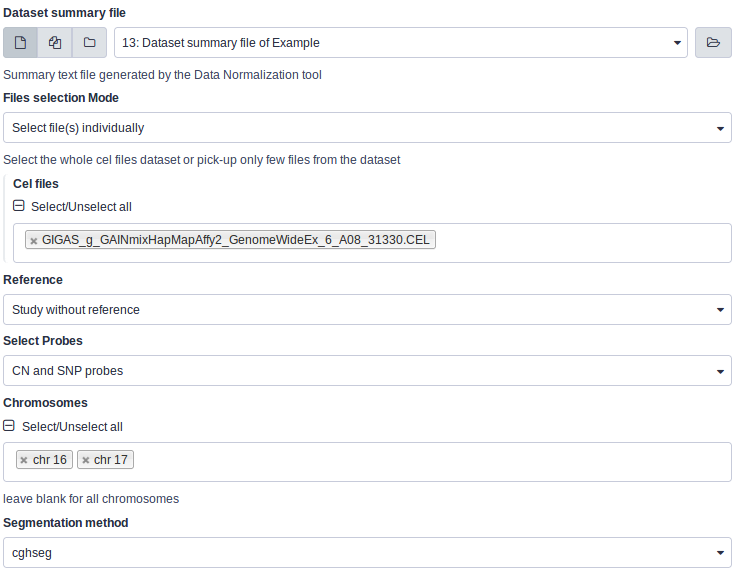 Dataset summary file
13: Dataset summary file of Example
Summary text file generated by the Data Normalization tool
Files selection Mode
Select file(s) individually
Select the whole cel files dataset or pick-up only few files from the dataset
Cel files
Select/Unselect all
GIGAS_g_GAINmixHapMapAffy2_GenomeWideEx_6_A08_31330.CEL
Reference
Study without reference
Select Probes
CN and SNP probes
Chromosomes
Select/Unselect all
chr 16 chr 17
leave blank for all chromosomes
Segmentation method
cghseg